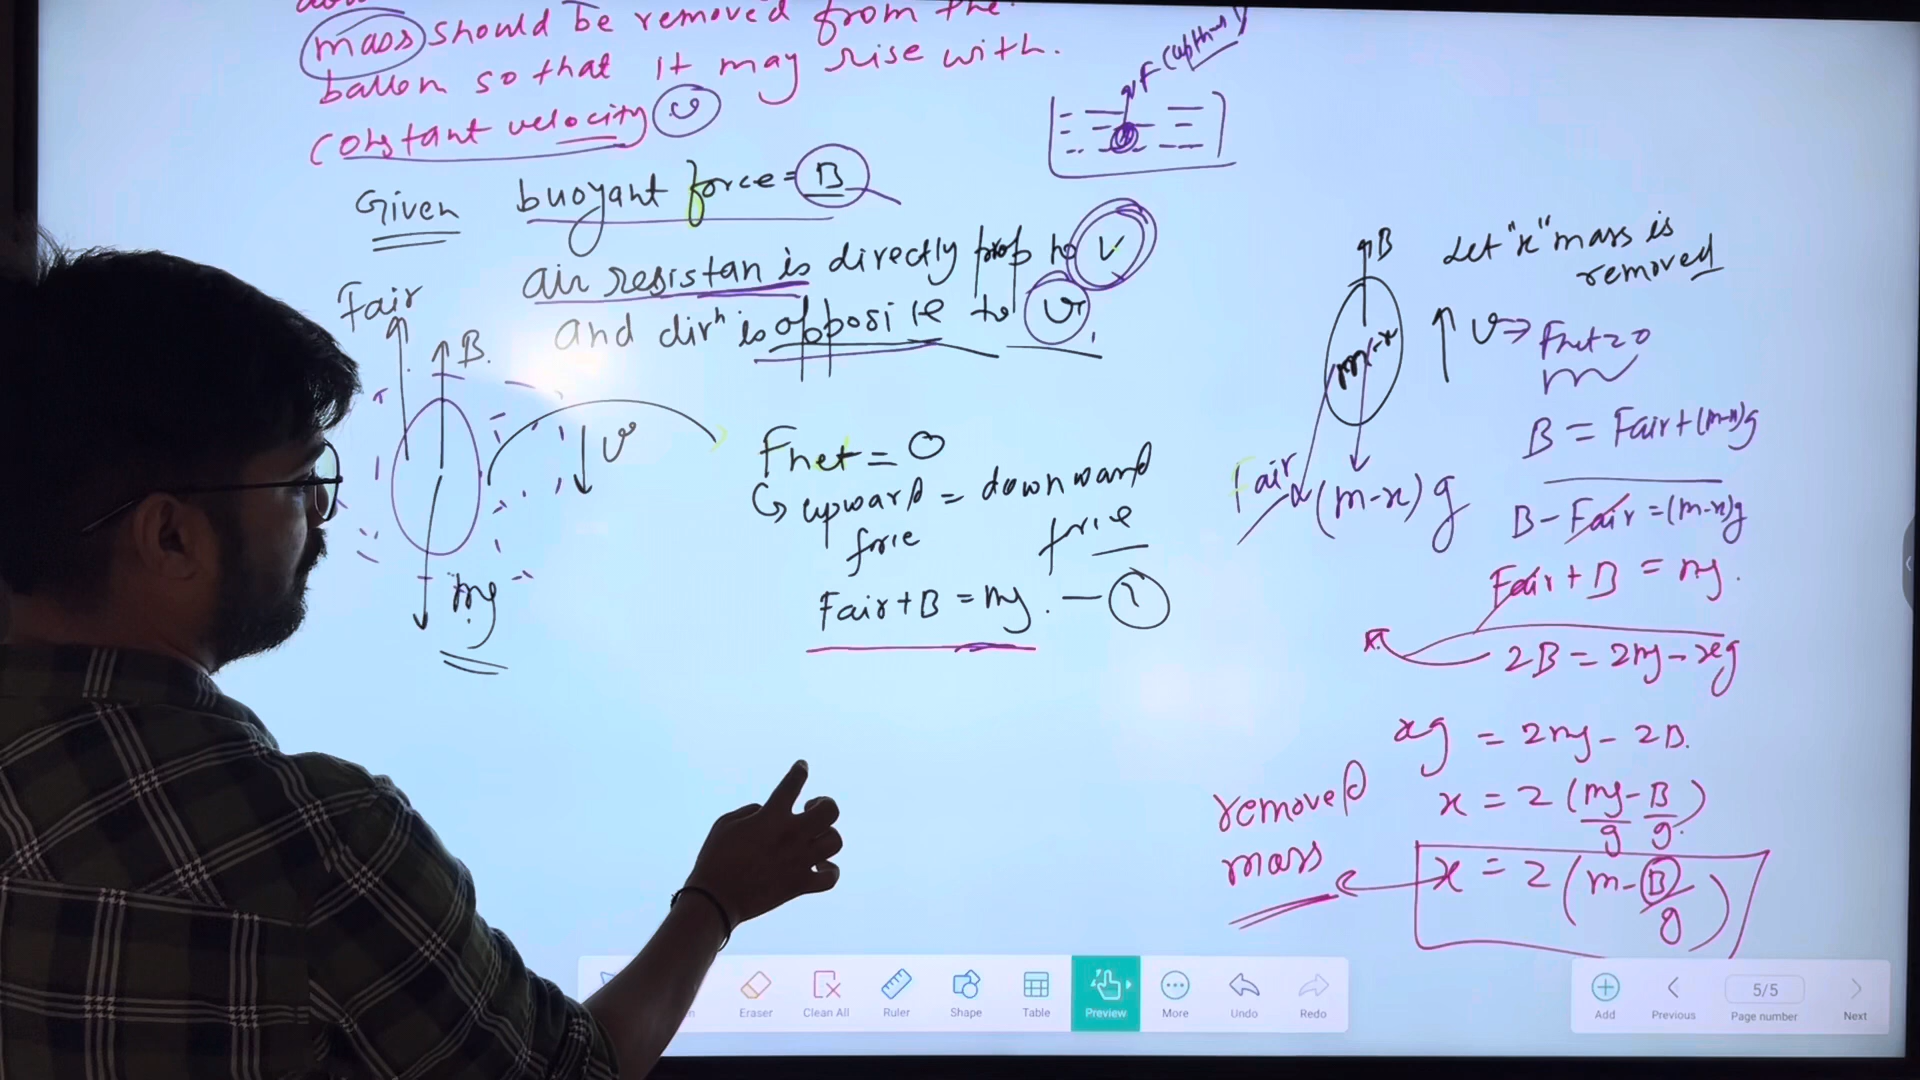 mass should be removed from the
ballon so that it may rise with.
constant velocity v
F (upthrust)
Given buoyant force = B
air resistan is directly prop to V
and dirn is opposite to v.
Fair
B.
v
mg
Fnet = 0
upward = downward
force force
Fair + B = mg. — 1
B
Let "x" mass is
removed
m-x
v ⇒ Fnet = 0
B = Fair + (m-x)g
Fair
(m-x) g
B - Fair = (m-x)g
Fair + B = mg.
2B = 2mg - xg
xg = 2mg - 2B.
x = 2 (mg/g - B/g)
removed
mass
x = 2 (m - B/g)
Eraser
Clean All
Ruler
Shape
Table
Preview
More
Undo
Redo
Add
Previous
5/5
Page number
Next